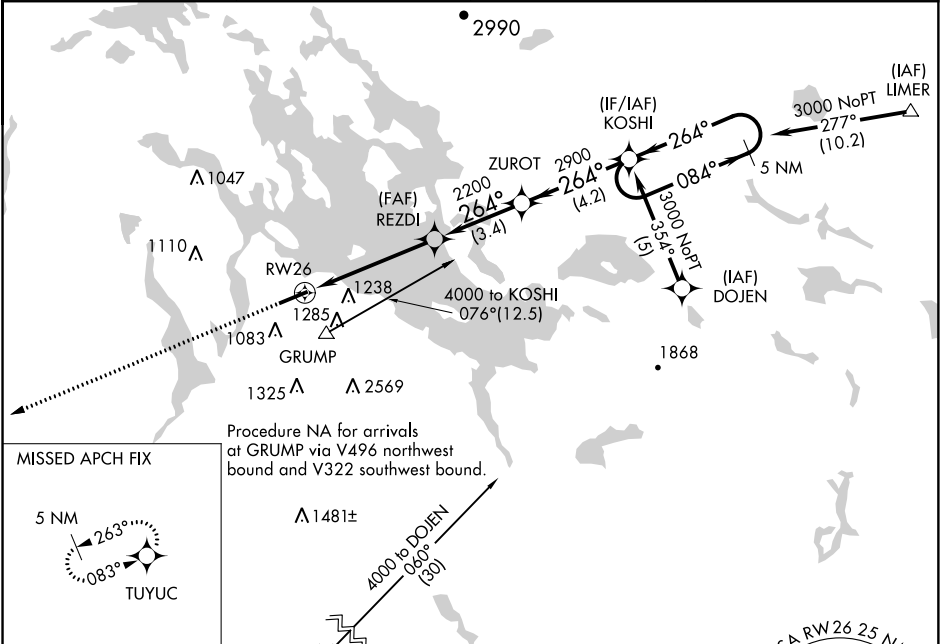 2990
(IAF)
LIMER
3000 NoPT
277°
(10.2)
(IF/IAF)
KOSHI
264°
084°
5 NM
ZUROT
2900
264°
(4.2)
2200
264°
(3.4)
(FAF)
REZDI
3000 NoPT
354°
(5)
(IAF)
DOJEN
1047
1110
RW26
1238
1285
1083
GRUMP
4000 to KOSHI
076°(12.5)
1868
1325
2569
Procedure NA for arrivals
at GRUMP via V496 northwest
bound and V322 southwest bound.
MISSED APCH FIX
5 NM
263°
083°
TUYUC
1481±
4000 to DOJEN
060°
(30)
RW26 25